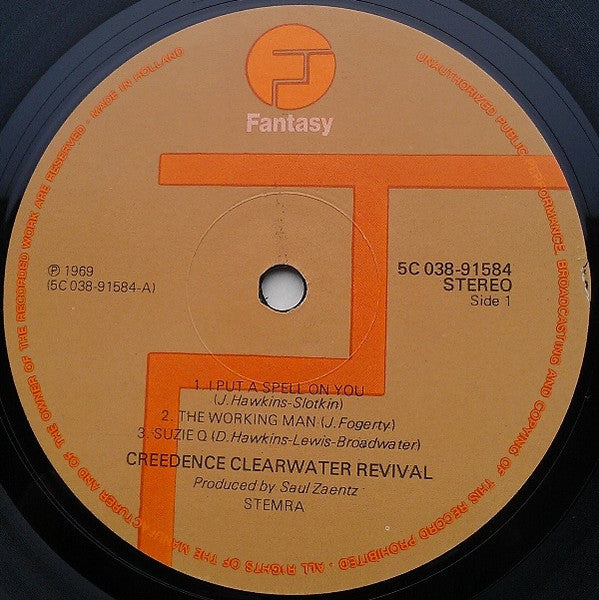 Fantasy
UNAUTHORIZED PUBLIC PERFORMANCE, BROADCASTING AND COPYING OF THIS RECORD PROHIBITED - ALL RIGHTS OF THE MANUFACTURER AND OF THE OWNER OF THE RECORDED WORK ARE RESERVED - MADE IN HOLLAND
℗ 1969
(5C 038-91584-A)
5C 038-91584
STEREO
Side 1
1. I PUT A SPELL ON YOU
(J. Hawkins-Slotkin)
2. THE WORKING MAN (J. Fogerty)
3. SUZIE Q (D. Hawkins-Lewis-Broadwater)
CREEDENCE CLEARWATER REVIVAL
Produced by Saul Zaentz
STEMRA